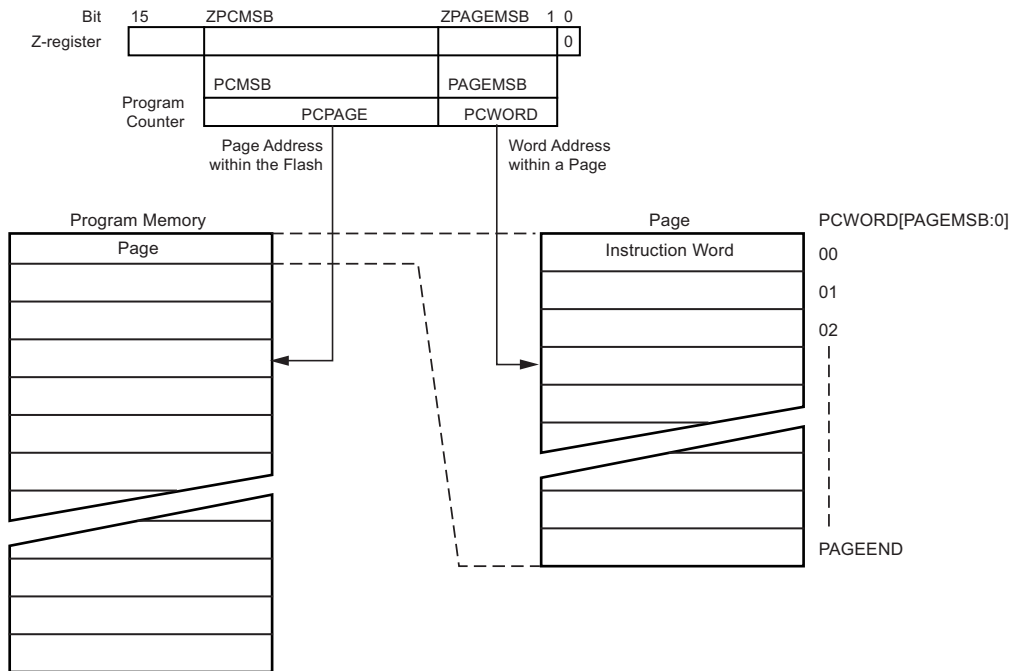 Bit 15 ZPCMSB ZPAGEMSB 1 0
Z-register 0
PCMSB PAGEMSB
Program
Counter
PCPAGE PCWORD
Page Address
within the Flash
Word Address
within a Page
Program Memory
Page
Page PCWORD[PAGEMSB:0]
Instruction Word 00
01
02
PAGEEND